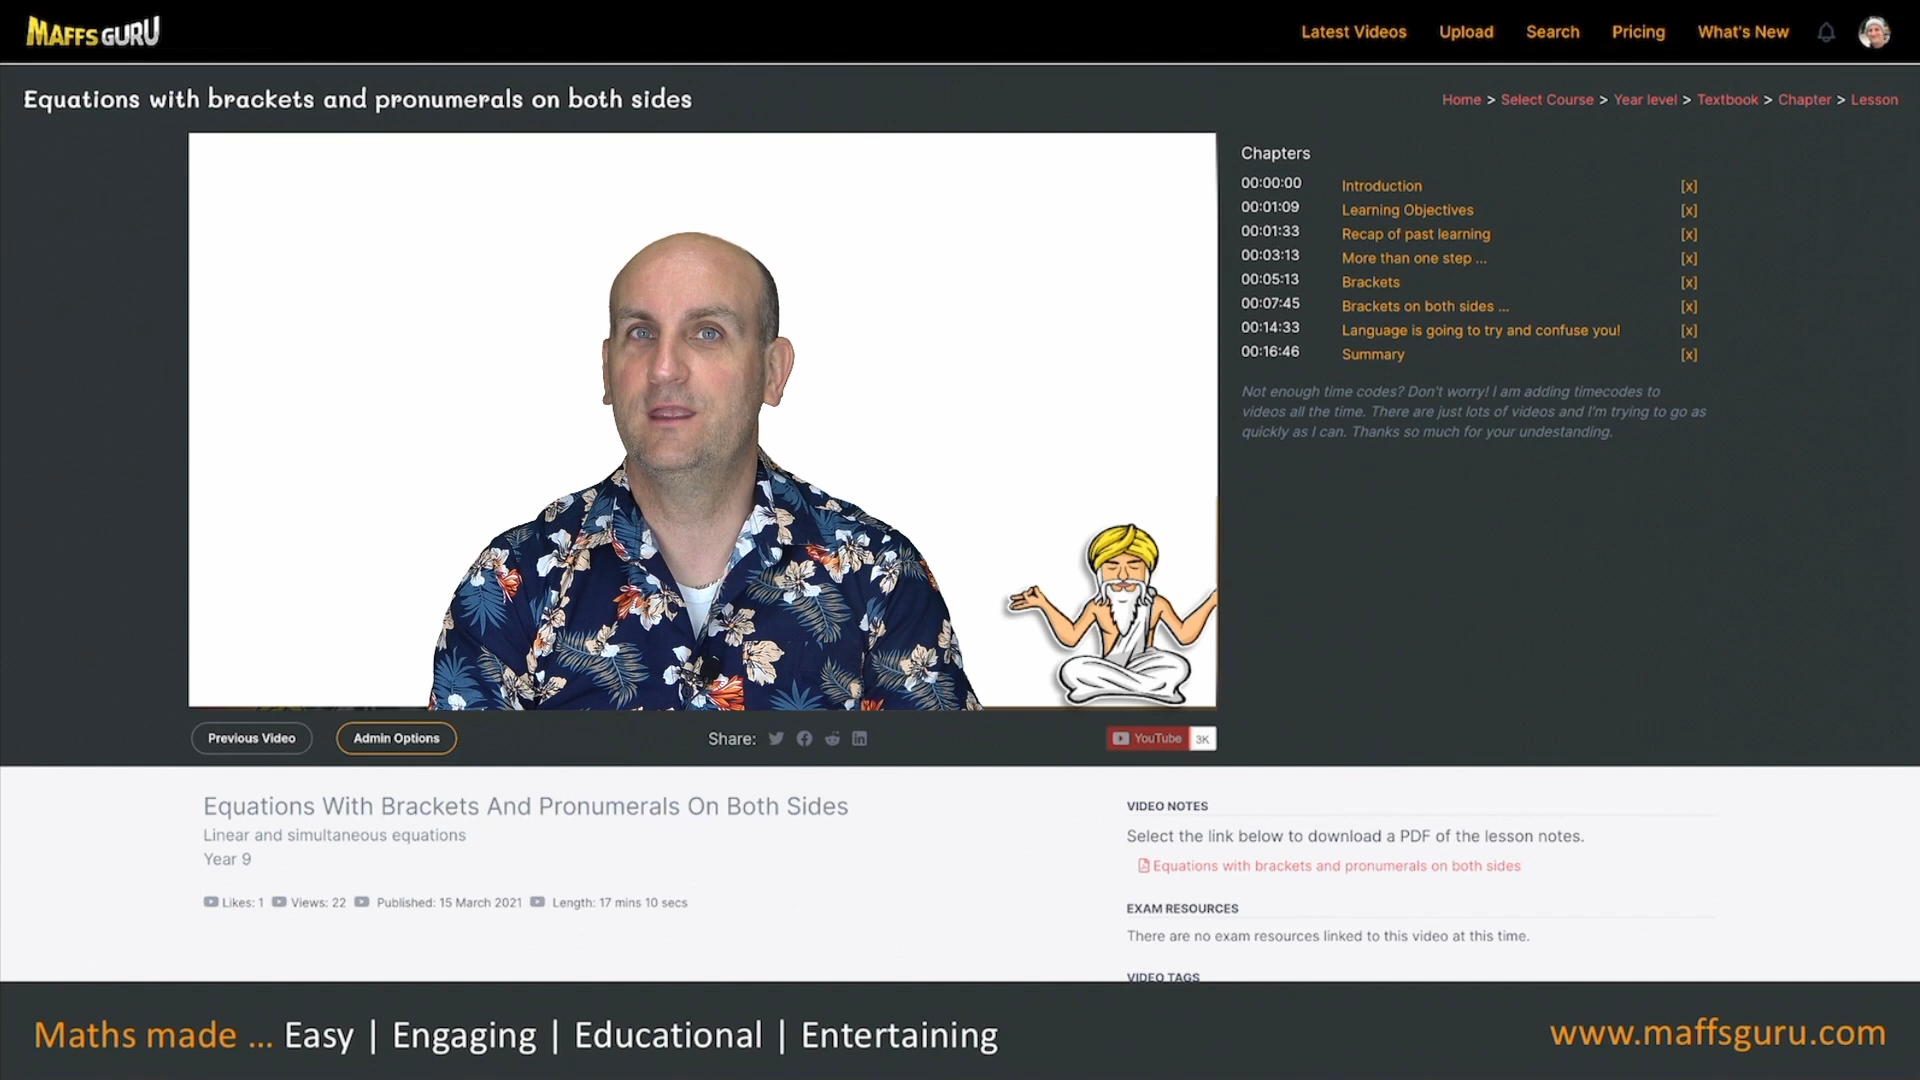 MAFFS GURU
Latest Videos Upload Search Pricing What's New
Equations with brackets and pronumerals on both sides
Home > Select Course > Year level > Textbook > Chapter > Lesson
Chapters
00:00:00 Introduction [x]
00:01:09 Learning Objectives [x]
00:01:33 Recap of past learning [x]
00:03:13 More than one step ... [x]
00:05:13 Brackets [x]
00:07:45 Brackets on both sides ... [x]
00:14:33 Language is going to try and confuse you! [x]
00:16:46 Summary [x]
Not enough time codes? Don't worry! I am adding timecodes to
videos all the time. There are just lots of videos and I'm trying to go as
quickly as I can. Thanks so much for your undestanding.
Previous Video Admin Options Share: YouTube 3K
Equations With Brackets And Pronumerals On Both Sides
Linear and simultaneous equations
Year 9
Likes: 1 Views: 22 Published: 15 March 2021 Length: 17 mins 10 secs
VIDEO NOTES
Select the link below to download a PDF of the lesson notes.
Equations with brackets and pronumerals on both sides
EXAM RESOURCES
There are no exam resources linked to this video at this time.
VIDEO TAGS
Maths made ... Easy | Engaging | Educational | Entertaining
www.maffsguru.com